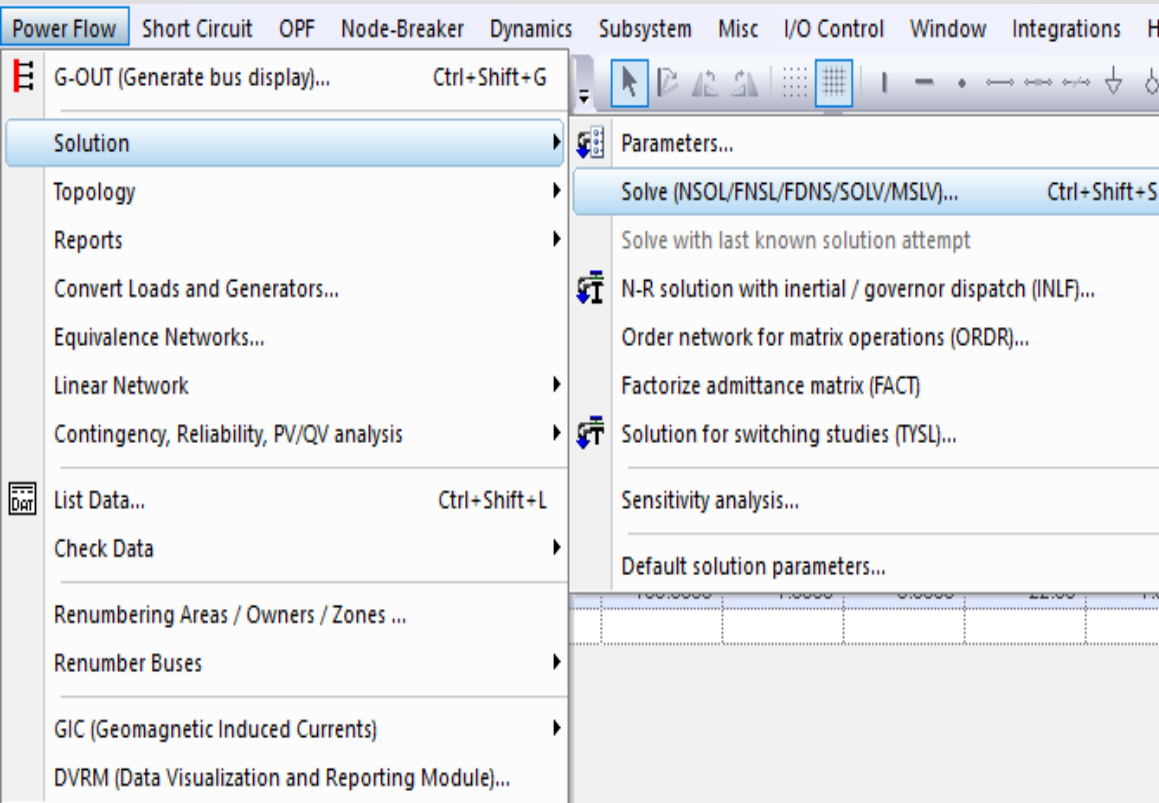 Power Flow Short Circuit OPF Node-Breaker Dynamics Subsystem Misc I/O Control Window Integrations H
G-OUT (Generate bus display)... Ctrl+Shift+G
Solution
Topology
Reports
Convert Loads and Generators...
Equivalence Networks...
Linear Network
Contingency, Reliability, PV/QV analysis
DAT List Data... Ctrl+Shift+L
Check Data
Renumbering Areas / Owners / Zones ...
Renumber Buses
GIC (Geomagnetic Induced Currents)
DVRM (Data Visualization and Reporting Module)...
Parameters...
Solve (NSOL/FNSL/FDNS/SOLV/MSLV)... Ctrl+Shift+S
Solve with last known solution attempt
N-R solution with inertial / governor dispatch (INLF)...
Order network for matrix operations (ORDR)...
Factorize admittance matrix (FACT)
Solution for switching studies (TYSL)...
Sensitivity analysis...
Default solution parameters...